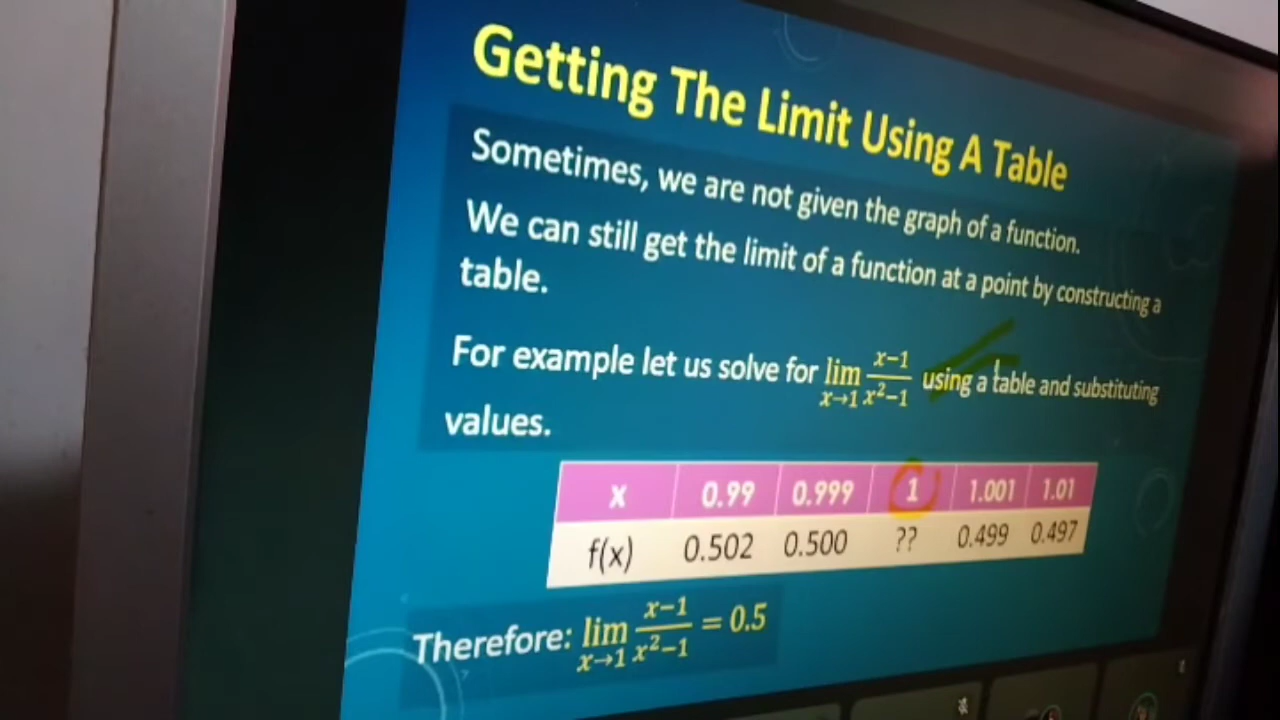 Getting The Limit Using A Table
Sometimes, we are not given the graph of a function.
We can still get the limit of a function at a point by constructing a
table.
For example let us solve for lim x→1 x−1/x²−1 using a table and substituting
values.
x 0.99 0.999 1 1.001 1.01
f(x) 0.502 0.500 ?? 0.499 0.497
Therefore: lim x→1 x−1/x²−1 = 0.5